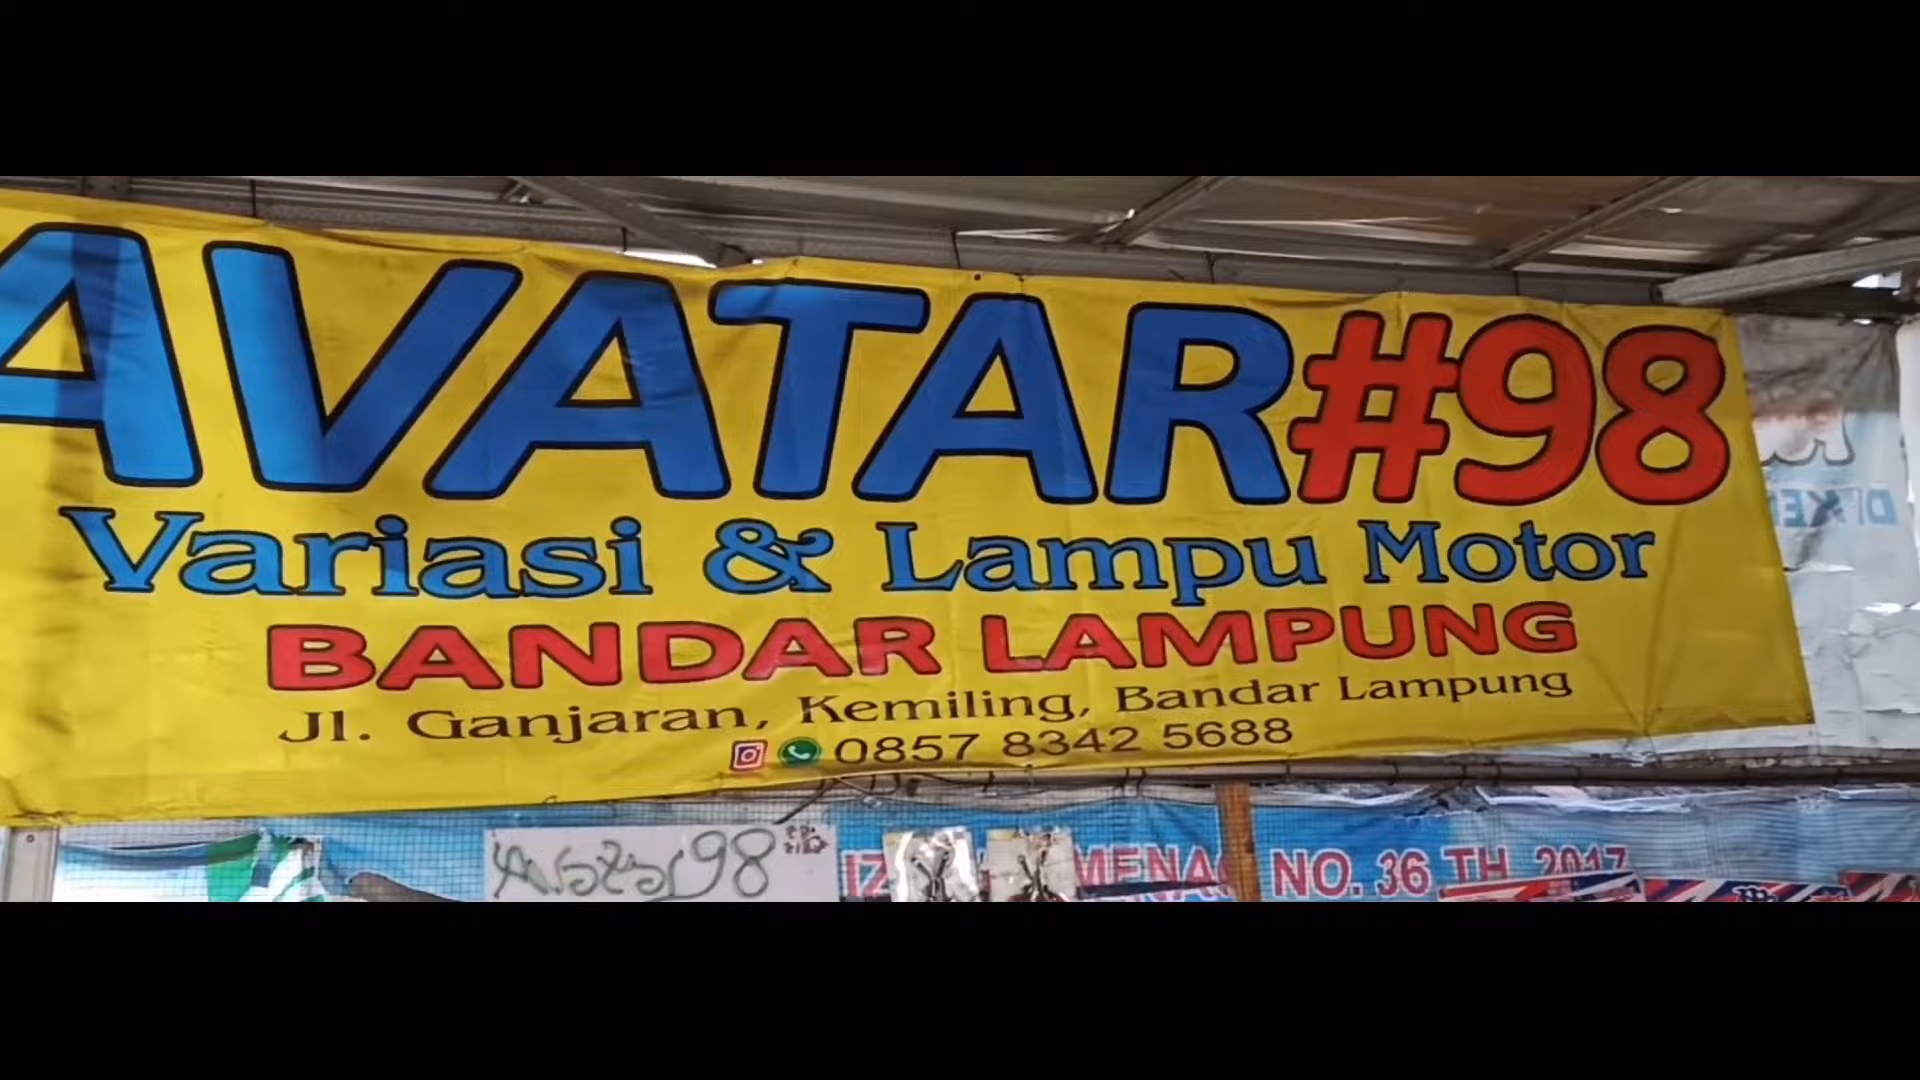 AVATAR#98
Variasi & Lampu Motor
BANDAR LAMPUNG
Jl. Ganjaran, Kemiling, Bandar Lampung
0857 8342 5688
98
NO. 36 TH. 2017